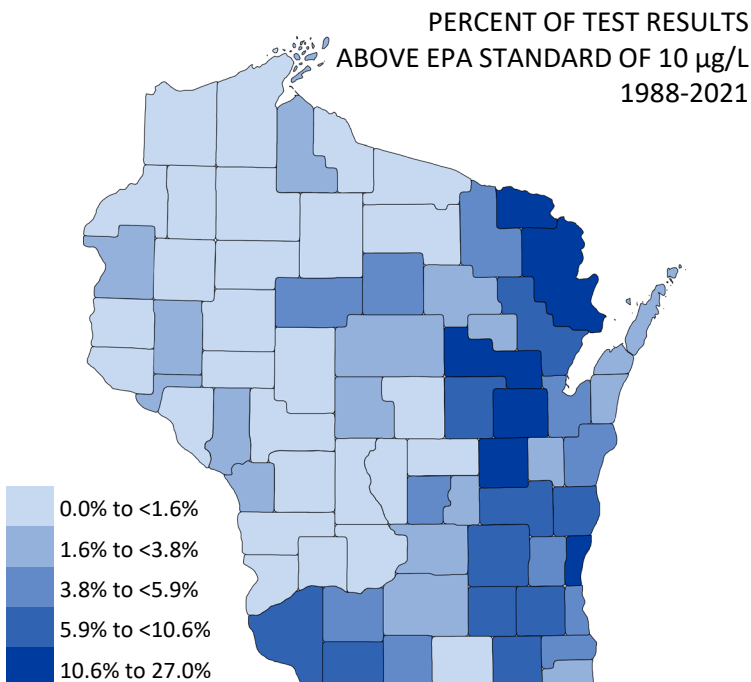 PERCENT OF TEST RESULTS
ABOVE EPA STANDARD OF 10 µg/L
1988-2021
0.0% to <1.6%
1.6% to <3.8%
3.8% to <5.9%
5.9% to <10.6%
10.6% to 27.0%